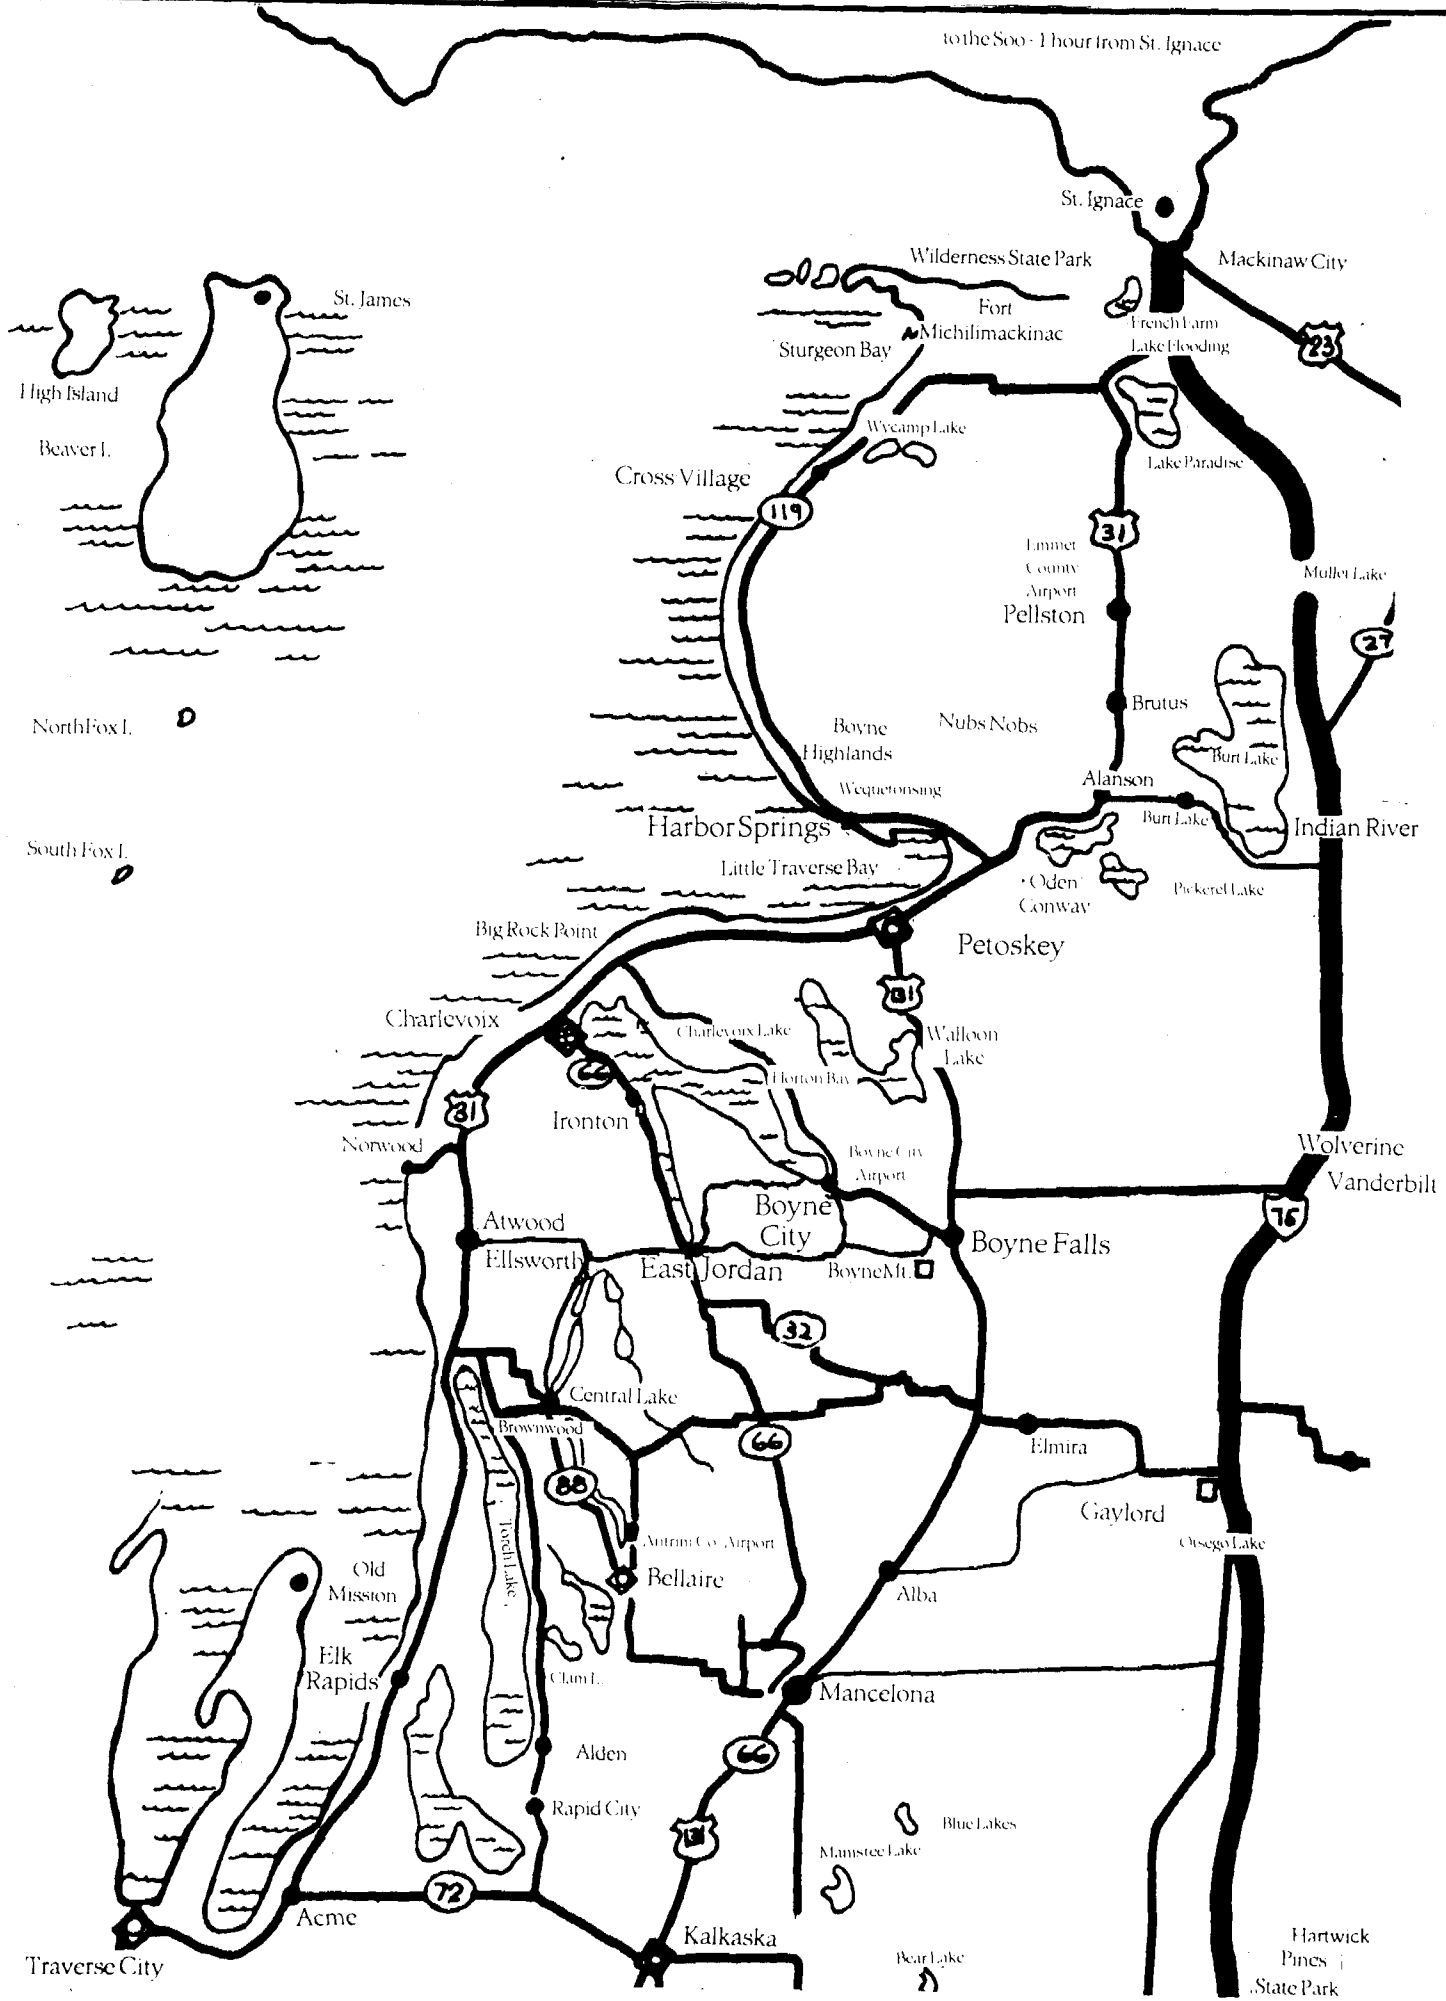 to the Soo - 1 hour from St. Ignace
St. Ignace
Wilderness State Park
Mackinaw City
St. James
Fort
Michilimackinac
French Farm
Lake Flooding
23
Sturgeon Bay
High Island
Wycamp Lake
Beaver I.
Lake Paradise
Cross Village
119
31
Emmet
County
Airport
Pellston
Mullet Lake
27
Brutus
North Fox I.
Boyne
Highlands
Nubs Nobs
Burt Lake
Alanson
Wequetonsing
Burt Lake
Harbor Springs
Indian River
South Fox I.
Little Traverse Bay
Oden
Conway
Pickerel Lake
Big Rock Point
Petoskey
131
Charlevoix
Charlevoix Lake
Walloon
Lake
66
Horton Bay
31
Ironton
Norwood
Boyne City
Airport
Wolverine
Vanderbilt
75
Boyne
City
Atwood
Ellsworth
East Jordan
Boyne Mt.
Boyne Falls
32
Central Lake
Brownwood
66
Elmira
88
Gaylord
Torch Lake
Antrim Co. Airport
Otsego Lake
Old
Mission
Bellaire
Alba
Elk
Rapids
Clam L.
Mancelona
Alden
66
Rapid City
131
Blue Lakes
Manistee Lake
72
Acme
Kalkaska
Traverse City
Bear Lake
Hartwick
Pines
State Park